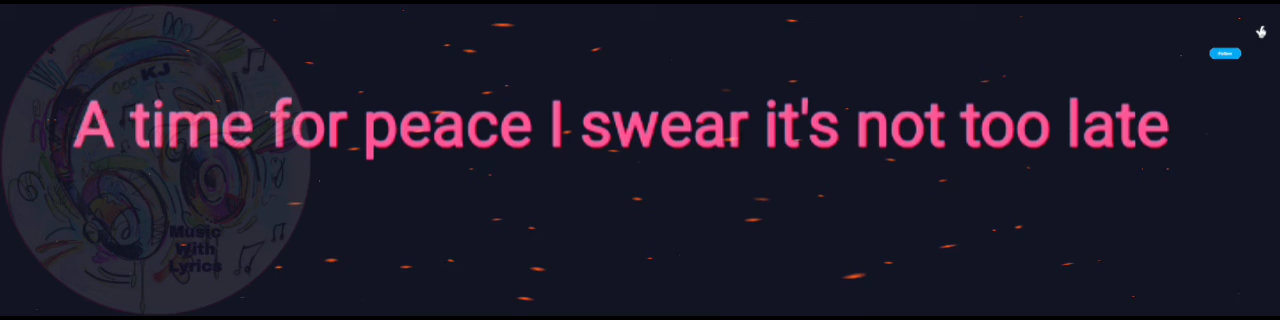 KJ
A time for peace I swear it's not too late
Music
With
Lyrics
Follow